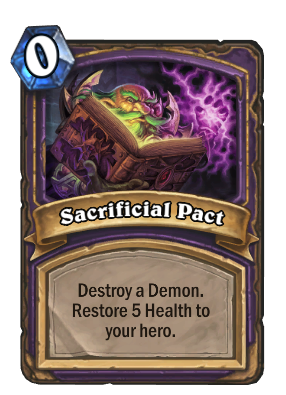 0
Sacrificial Pact
Destroy a Demon.
Restore 5 Health to
your hero.